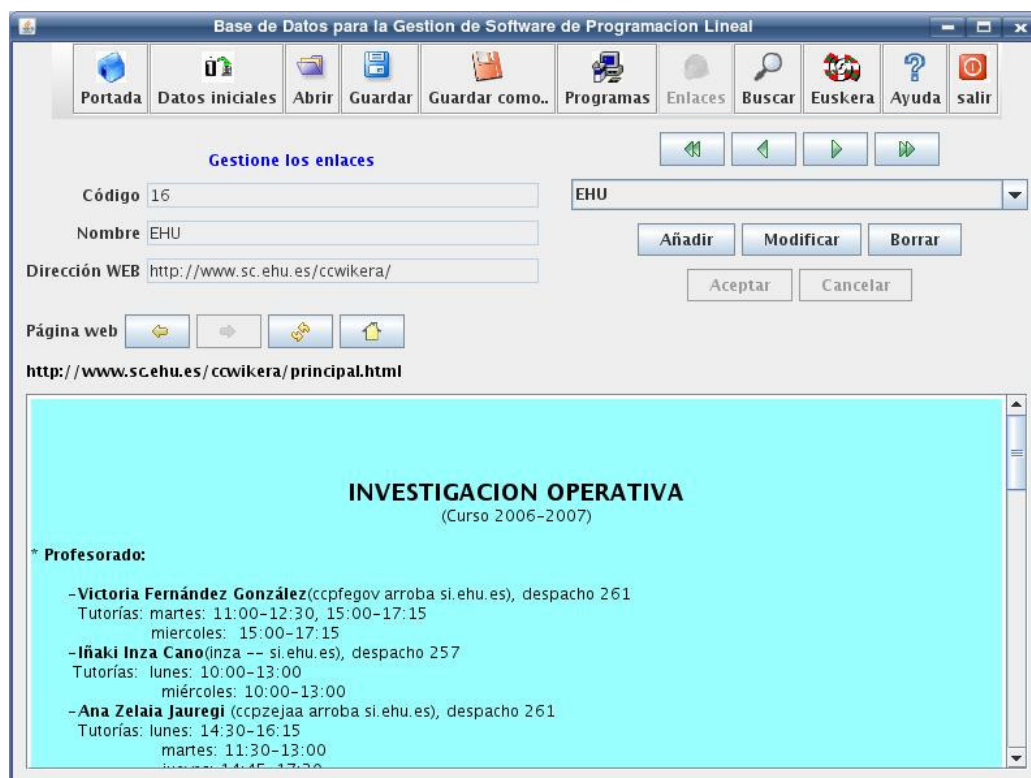 Base de Datos para la Gestion de Software de Programacion Lineal
Portada Datos iniciales Abrir Guardar Guardar como.. Programas Enlaces Buscar Euskera Ayuda salir
Gestione los enlaces
Código 16
EHU
Nombre EHU
Añadir Modificar Borrar
Dirección WEB http://www.sc.ehu.es/ccwikera/
Aceptar Cancelar
Página web
http://www.sc.ehu.es/ccwikera/principal.html
INVESTIGACION OPERATIVA
(Curso 2006-2007)
* Profesorado:
-Victoria Fernández González(ccpfegov arroba si.ehu.es), despacho 261
Tutorías: martes: 11:00-12:30, 15:00-17:15
miercoles: 15:00-17:15
-Iñaki Inza Cano(inza -- si.ehu.es), despacho 257
Tutorías: lunes: 10:00-13:00
miércoles: 10:00-13:00
-Ana Zelaia Jauregi (ccpzejaa arroba si.ehu.es), despacho 261
Tutorías: lunes: 14:30-16:15
martes: 11:30-13:00